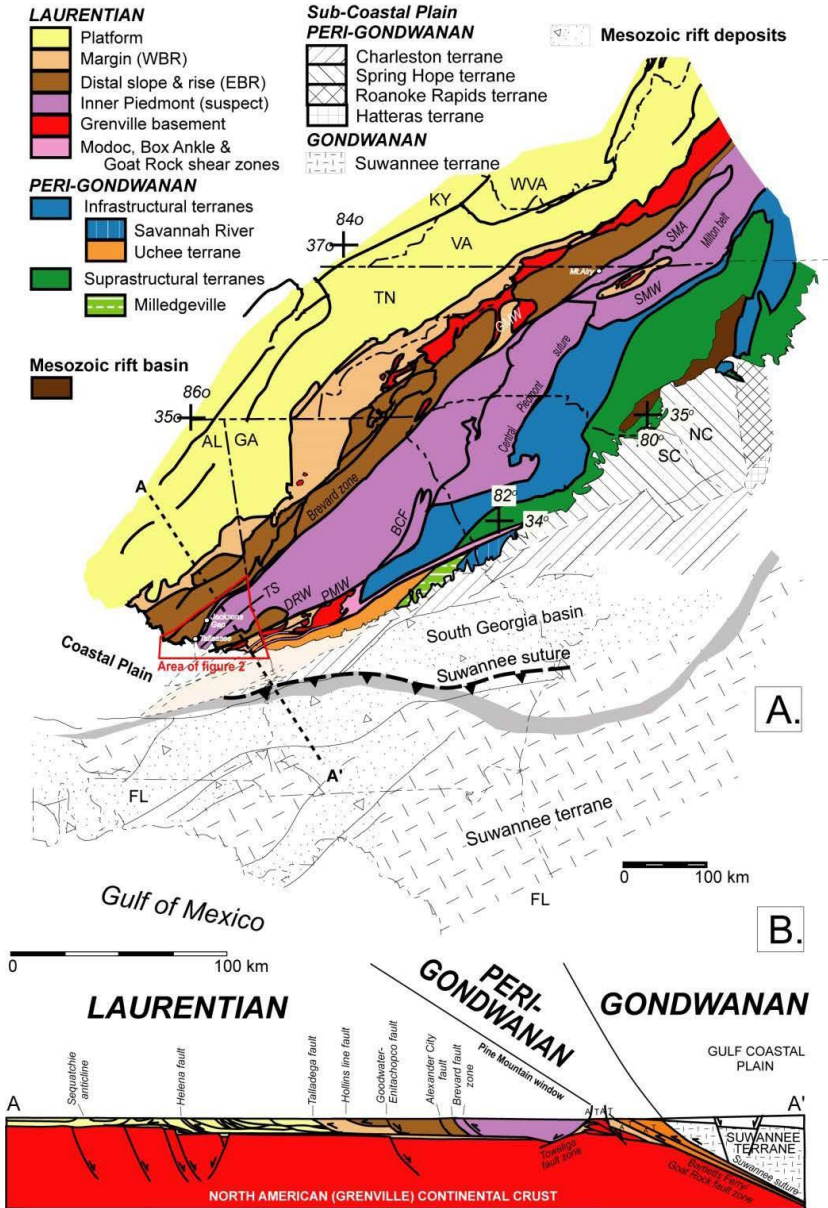 LAURENTIAN
Platform
Margin (WBR)
Distal slope & rise (EBR)
Inner Piedmont (suspect)
Grenville basement
Modoc, Box Ankle &
Goat Rock shear zones
PERI-GONDWANAN
Infrastructural terranes
Savannah River
Uchee terrane
Suprastructural terranes
Milledgeville
Mesozoic rift basin
Sub-Coastal Plain
PERI-GONDWANAN
Charleston terrane
Spring Hope terrane
Roanoke Rapids terrane
Hatteras terrane
GONDWANAN
Suwannee terrane
Mesozoic rift deposits
KY
WVA
84o
37o
VA
TN
SMA
Milton belt
Mt.Airy
SMW
GMW
86o
35o
AL
GA
Central Piedmont suture
35o
80o
NC
SC
A
Brevard zone
BCF
82o
34o
TS
DRW
PMW
Jacksons
Gap
Tallassee
Area of figure 2
Coastal Plain
South Georgia basin
Suwannee suture
A.
A'
FL
Suwannee terrane
FL
0 100 km
Gulf of Mexico
B.
0 100 km
LAURENTIAN
PERI-
GONDWANAN
GONDWANAN
Pine Mountain window
GULF COASTAL
PLAIN
Sequatchie
anticline
Helena fault
Talladega fault
Hollins line fault
Goodwater-
Enitachopco fault
Alexander City
fault
Brevard fault
zone
A
A'
A T A T
Towaliga
fault zone
A T
A T
SUWANNEE
TERRANE
Suwannee suture
Bartletts Ferry/
Goat Rock fault zone
NORTH AMERICAN (GRENVILLE) CONTINENTAL CRUST